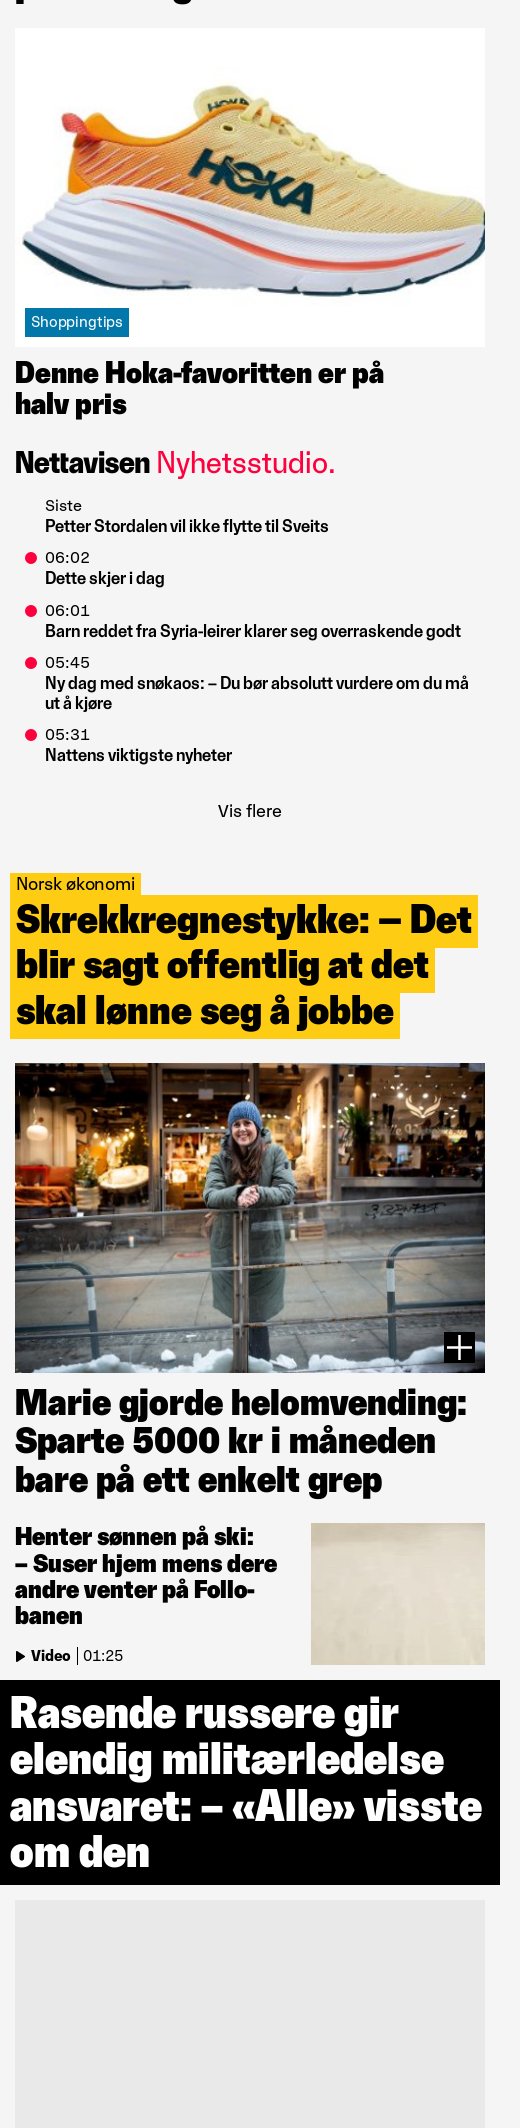 HOKA
HOKA
Shoppingtips
Denne Hoka-favoritten er på
halv pris
Nettavisen Nyhetsstudio.
Siste
Petter Stordalen vil ikke flytte til Sveits
06:02
Dette skjer i dag
06:01
Barn reddet fra Syria-leirer klarer seg overraskende godt
05:45
Ny dag med snøkaos: – Du bør absolutt vurdere om du må
ut å kjøre
05:31
Nattens viktigste nyheter
Vis flere
Norsk økonomi
Skrekkregnestykke: – Det
blir sagt offentlig at det
skal lønne seg å jobbe
Marie gjorde helomvending:
Sparte 5000 kr i måneden
bare på ett enkelt grep
Henter sønnen på ski:
– Suser hjem mens dere
andre venter på Follo-
banen
Video | 01:25
Rasende russere gir
elendig militærledelse
ansvaret: – «Alle» visste
om den